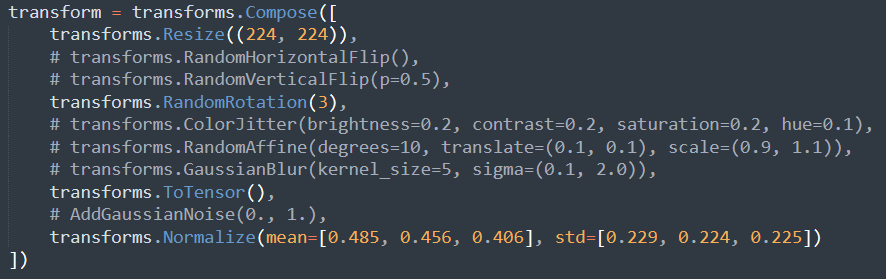 transform = transforms.Compose([
    transforms.Resize((224, 224)),
    # transforms.RandomHorizontalFlip(),
    # transforms.RandomVerticalFlip(p=0.5),
    transforms.RandomRotation(3),
    # transforms.ColorJitter(brightness=0.2, contrast=0.2, saturation=0.2, hue=0.1),
    # transforms.RandomAffine(degrees=10, translate=(0.1, 0.1), scale=(0.9, 1.1)),
    # transforms.GaussianBlur(kernel_size=5, sigma=(0.1, 2.0)),
    transforms.ToTensor(),
    # AddGaussianNoise(0., 1.),
    transforms.Normalize(mean=[0.485, 0.456, 0.406], std=[0.229, 0.224, 0.225])
])